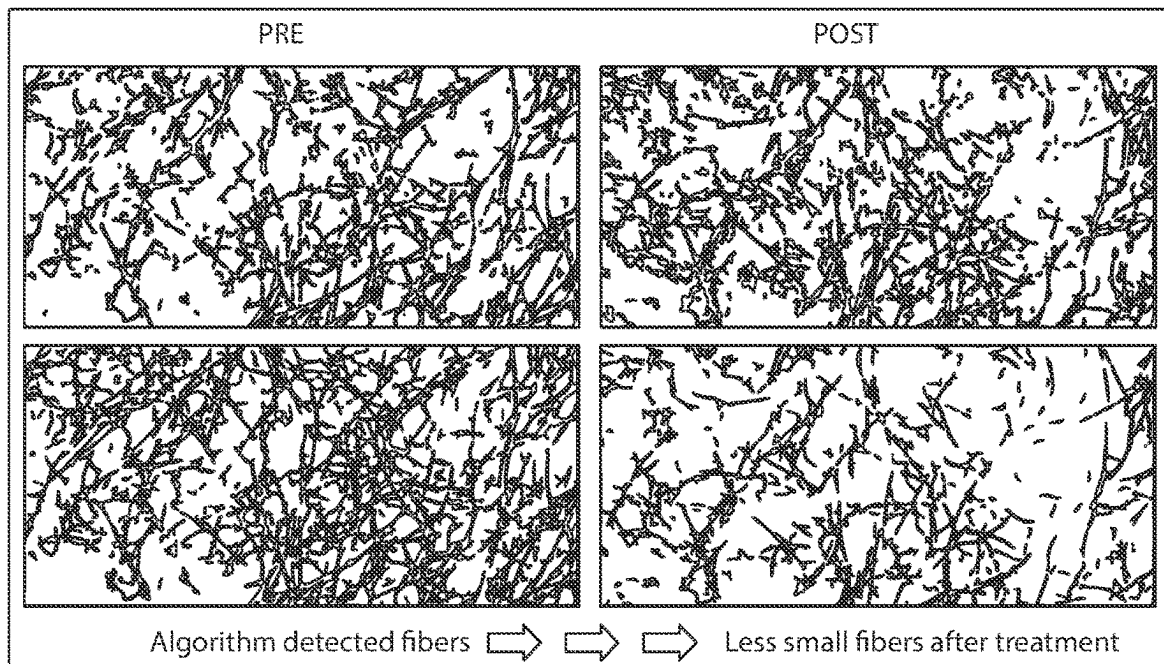 PRE
POST
Algorithm detected fibers
Less small fibers after treatment